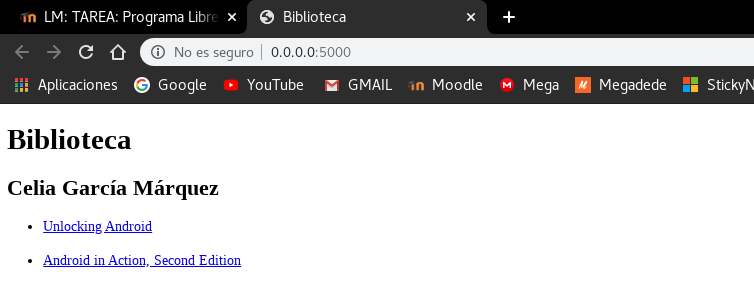 LM: TAREA: Programa Libre
Biblioteca
No es seguro | 0.0.0.0:5000
Aplicaciones Google YouTube GMAIL Moodle Mega Megadede StickyN
Biblioteca
Celia García Márquez
Unlocking Android
Android in Action, Second Edition